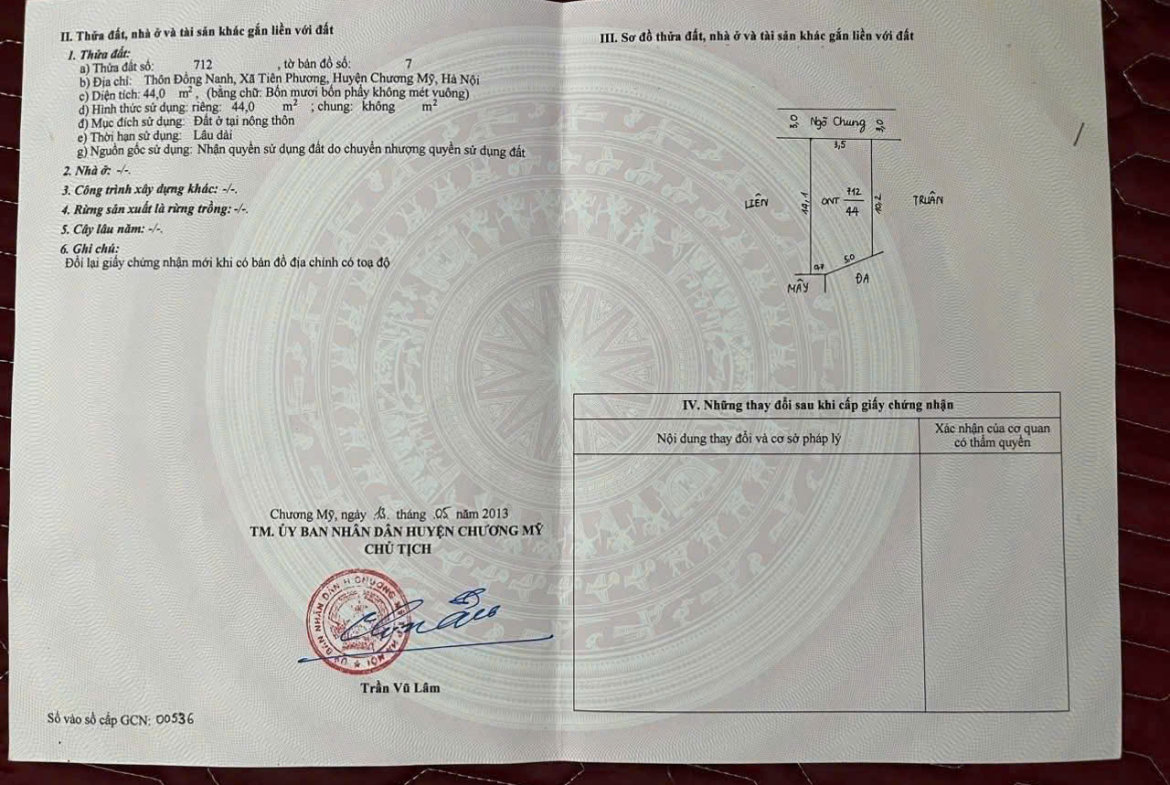 II. Thửa đất, nhà ở và tài sản khác gắn liền với đất
1. Thửa đất:
a) Thửa đất số: 712 , tờ bản đồ số: 7
b) Địa chỉ: Thôn Đồng Nanh, Xã Tiên Phương, Huyện Chương Mỹ, Hà Nội
c) Diện tích: 44,0 m², (bằng chữ: Bốn mươi bốn phẩy không mét vuông)
d) Hình thức sử dụng: riêng: 44,0 m² ; chung: không m²
đ) Mục đích sử dụng: Đất ở tại nông thôn
e) Thời hạn sử dụng: Lâu dài
g) Nguồn gốc sử dụng: Nhận quyền sử dụng đất do chuyển nhượng quyền sử dụng đất
2. Nhà ở: -/-.
3. Công trình xây dựng khác: -/-.
4. Rừng sản xuất là rừng trồng: -/-.
5. Cây lâu năm: -/-.
6. Ghi chú:
Đổi lại giấy chứng nhận mới khi có bản đồ địa chính có toạ độ
Chương Mỹ, ngày 13 tháng 05 năm 2013
TM. ỦY BAN NHÂN DÂN HUYỆN CHƯƠNG MỸ
CHỦ TỊCH
Trần Vũ Lâm
Số vào sổ cấp GCN: 00536
III. Sơ đồ thửa đất, nhà ở và tài sản khác gắn liền với đất
3,0 Ngõ Chung 3,0
3,5
LIÊN
ONT 712
44
TRUÂN
5,0
MÂY
ĐA
IV. Những thay đổi sau khi cấp giấy chứng nhận
Nội dung thay đổi và cơ sở pháp lý
Xác nhận của cơ quan
có thẩm quyền